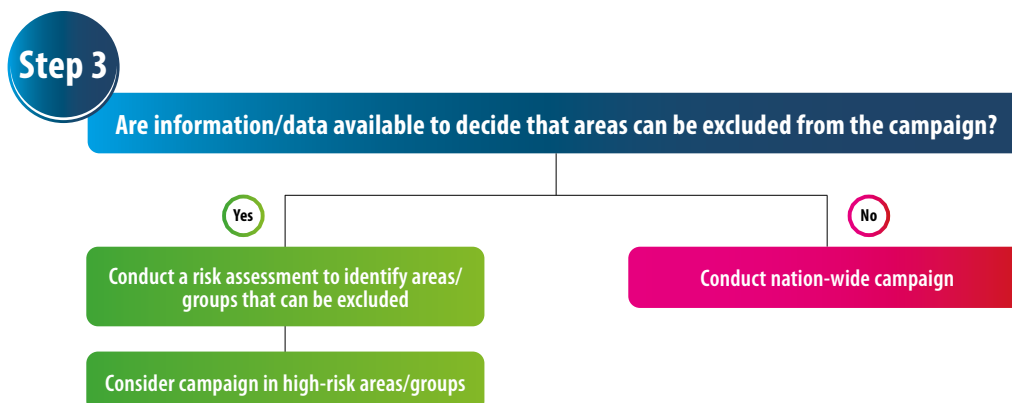 Step 3
Are information/data available to decide that areas can be excluded from the campaign?
Yes
No
Conduct a risk assessment to identify areas/
groups that can be excluded
Conduct nation-wide campaign
Consider campaign in high-risk areas/groups